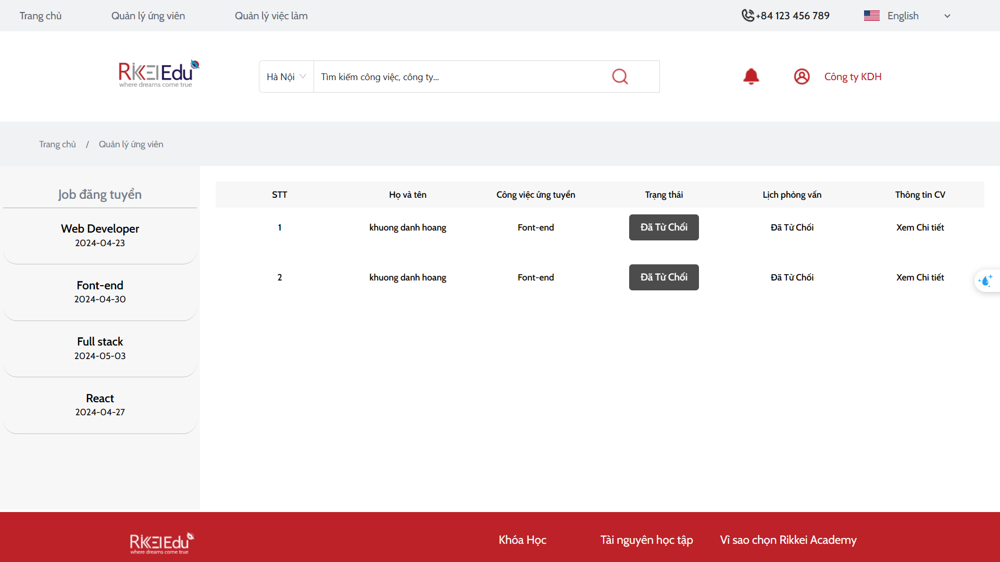 Trang chủ Quản lý ứng viên Quản lý việc làm +84 123 456 789 English
RIKKEI Edu
where dreams come true
Hà Nội Tìm kiếm công việc, công ty... Công ty KDH
Trang chủ / Quản lý ứng viên
Job đăng tuyển
Web Developer
2024-04-23
Font-end
2024-04-30
Full stack
2024-05-03
React
2024-04-27
STT Họ và tên Công việc ứng tuyển Trạng thái Lịch phỏng vấn Thông tin CV
1 khuong danh hoang Font-end Đã Từ Chối Đã Từ Chối Xem Chi tiết
2 khuong danh hoang Font-end Đã Từ Chối Đã Từ Chối Xem Chi tiết
RIKKEI Edu
where dreams come true
Khóa Học Tài nguyên học tập Vì sao chọn Rikkei Academy